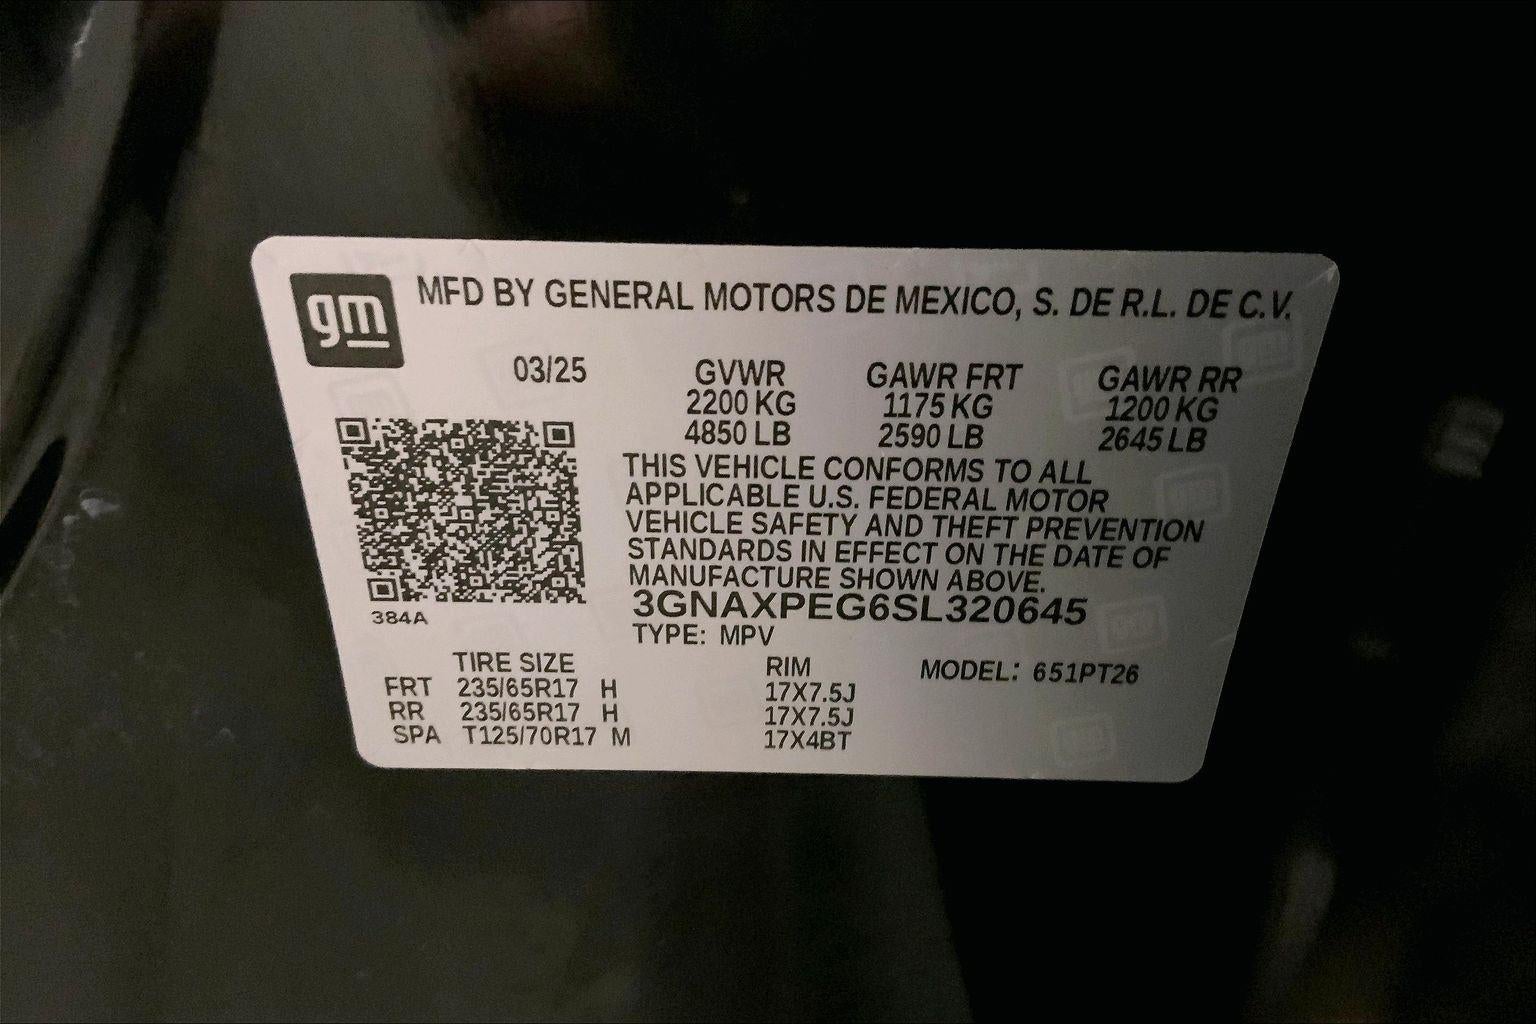 gm
MFD BY GENERAL MOTORS DE MEXICO, S. DE R.L. DE C.V.
03/25 GVWR GAWR FRT GAWR RR
2200 KG 1175 KG 1200 KG
4850 LB 2590 LB 2645 LB
THIS VEHICLE CONFORMS TO ALL
APPLICABLE U.S. FEDERAL MOTOR
VEHICLE SAFETY AND THEFT PREVENTION
STANDARDS IN EFFECT ON THE DATE OF
MANUFACTURE SHOWN ABOVE.
3GNAXPEG6SL320645
384A
TYPE: MPV
TIRE SIZE RIM MODEL: 651PT26
FRT 235/65R17 H 17X7.5J
RR 235/65R17 H 17X7.5J
SPA T125/70R17 M 17X4BT